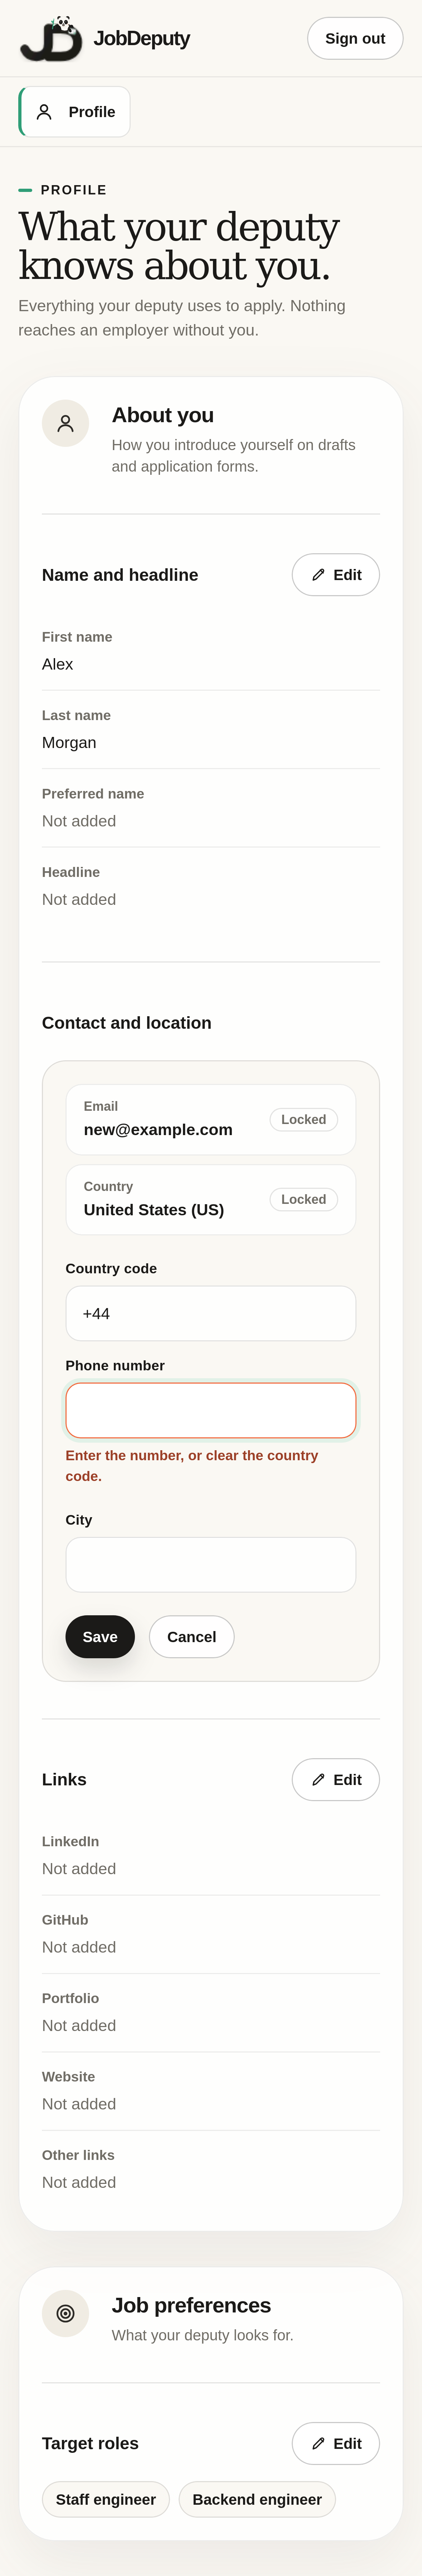 JD
JobDeputy
Sign out
Profile
PROFILE
What your deputy
knows about you.
Everything your deputy uses to apply. Nothing
reaches an employer without you.
About you
How you introduce yourself on drafts
and application forms.
Name and headline
Edit
First name
Alex
Last name
Morgan
Preferred name
Not added
Headline
Not added
Contact and location
Email
new@example.com
Locked
Country
United States (US)
Locked
Country code
+44
Phone number
Enter the number, or clear the country
code.
City
Save
Cancel
Links
Edit
LinkedIn
Not added
GitHub
Not added
Portfolio
Not added
Website
Not added
Other links
Not added
Job preferences
What your deputy looks for.
Target roles
Edit
Staff engineer
Backend engineer